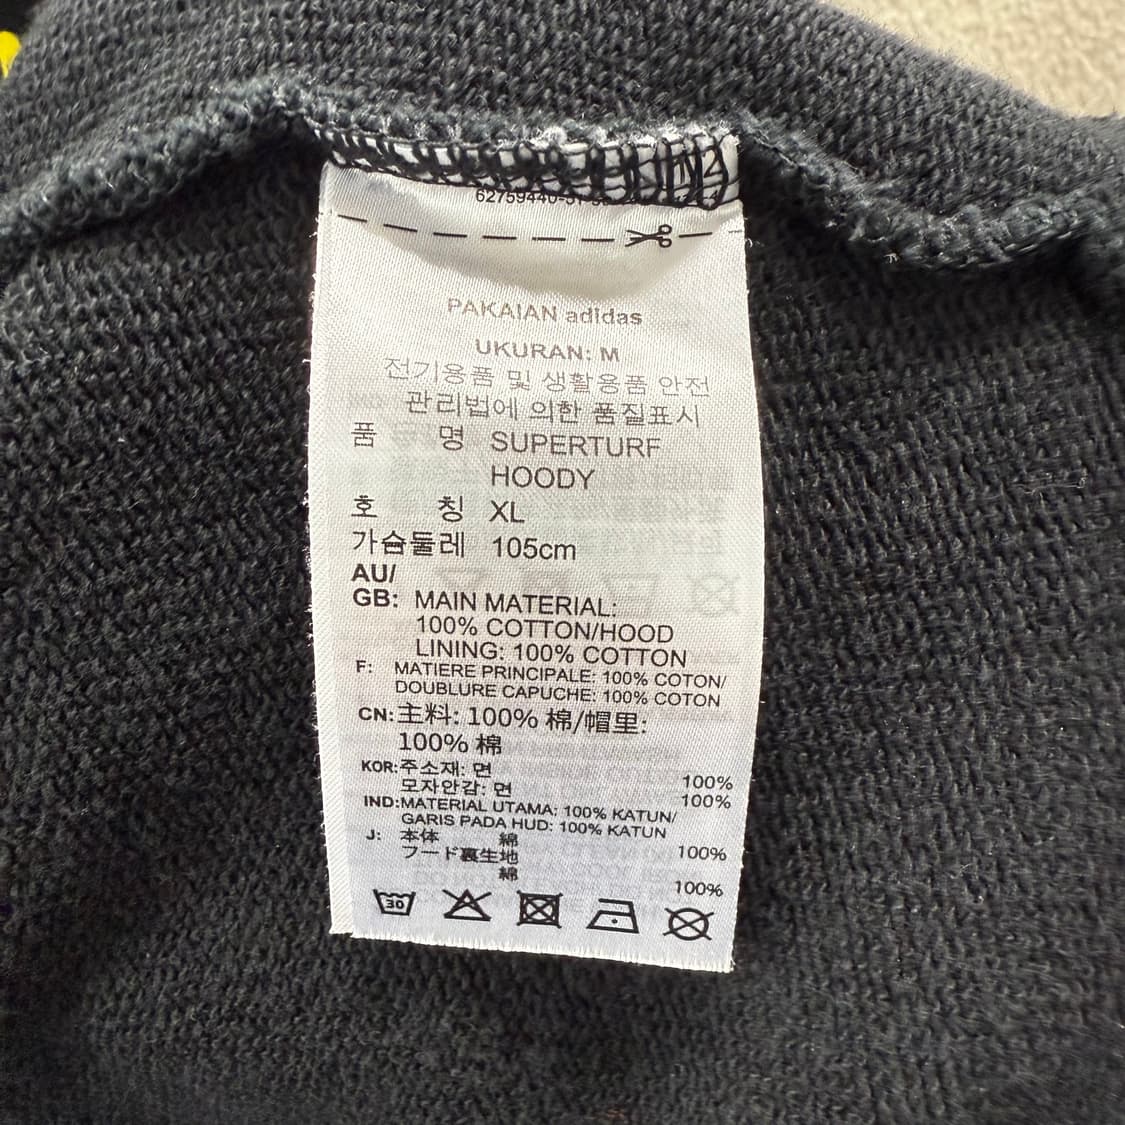 PAKAIAN adidas
UKURAN: M
전기용품 및 생활용품 안전
관리법에 의한 품질표시
품 명 SUPERTURF
HOODY
호 칭 XL
가슴둘레 105cm
AU/
GB: MAIN MATERIAL:
100% COTTON/HOOD
LINING: 100% COTTON
F: MATIERE PRINCIPALE: 100% COTON/
DOUBLURE CAPUCHE: 100% COTON
CN: 主料: 100% 棉/帽里:
100% 棉
KOR: 주소재: 면 100%
모자안감: 면 100%
IND: MATERIAL UTAMA: 100% KATUN/
GARIS PADA HUD: 100% KATUN
J: 本体 綿 100%
フード裏生地
綿 100%
30